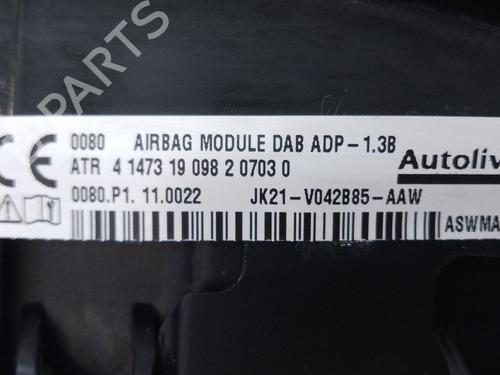 PARTS
0080 AIRBAG MODULE DAB ADP-1.3B
ATR 4 1473 19 098 2 0703 0
Autoliv
0080.P1. 11.0022 JK21-V042B85-AAW
ASWMA